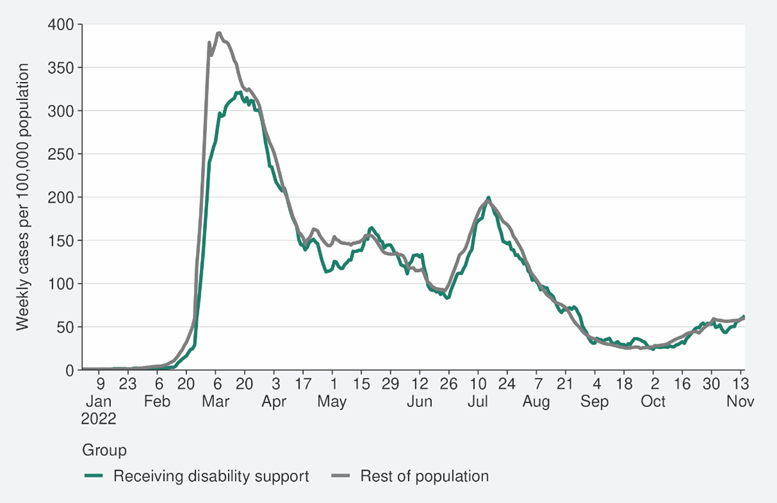 Weekly cases per 100,000 population
400
350
300
250
200
150
100
50
0
9 23 6 20 6 20 3 17 1 15 29 12 26 10 24 7 21 4 18 2 16 30 13
Jan Feb Mar Apr May Jun Jul Aug Sep Oct Nov
2022
Group
Receiving disability support Rest of population